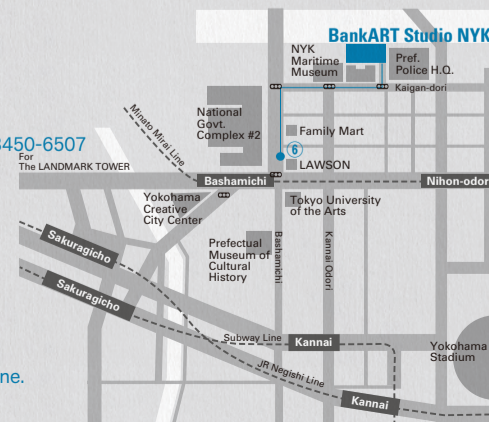 BankART Studio NYK
NYK
Maritime
Museum
Pref.
Police H.Q.
Kaigan-dori
National
Govt.
Complex #2
Minato Mirai Line
Family Mart
3450-6507
6
For
The LANDMARK TOWER
LAWSON
Bashamichi
Nihon-odor
Yokohama
Creative
City Center
Tokyo University
of the Arts
Sakuragicho
Prefectual
Museum of
Cultural
History
Bashamichi
Kannai Odori
Sakuragicho
Subway Line
Kannai
Yokohama
Stadium
JR Negishi Line
ne.
Kannai